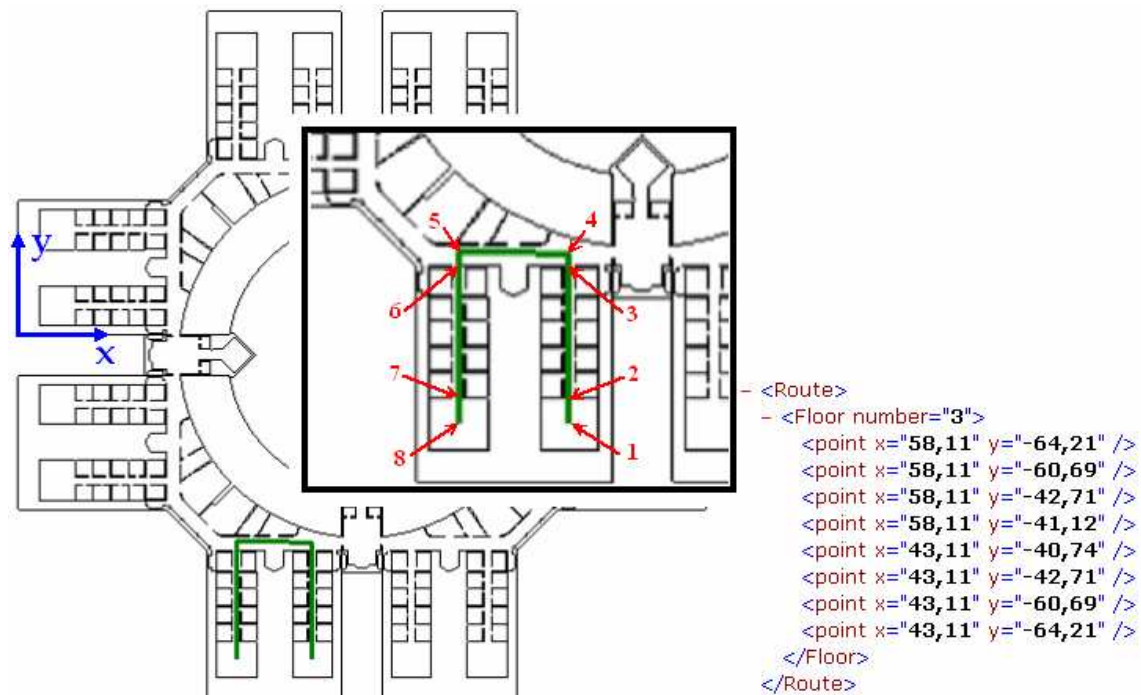 y
x
5
4
6
3
7
2
8
1
– <Route>
– <Floor number="3">
<point x="58,11" y="-64,21" />
<point x="58,11" y="-60,69" />
<point x="58,11" y="-42,71" />
<point x="58,11" y="-41,12" />
<point x="43,11" y="-40,74" />
<point x="43,11" y="-42,71" />
<point x="43,11" y="-60,69" />
<point x="43,11" y="-64,21" />
</Floor>
</Route>